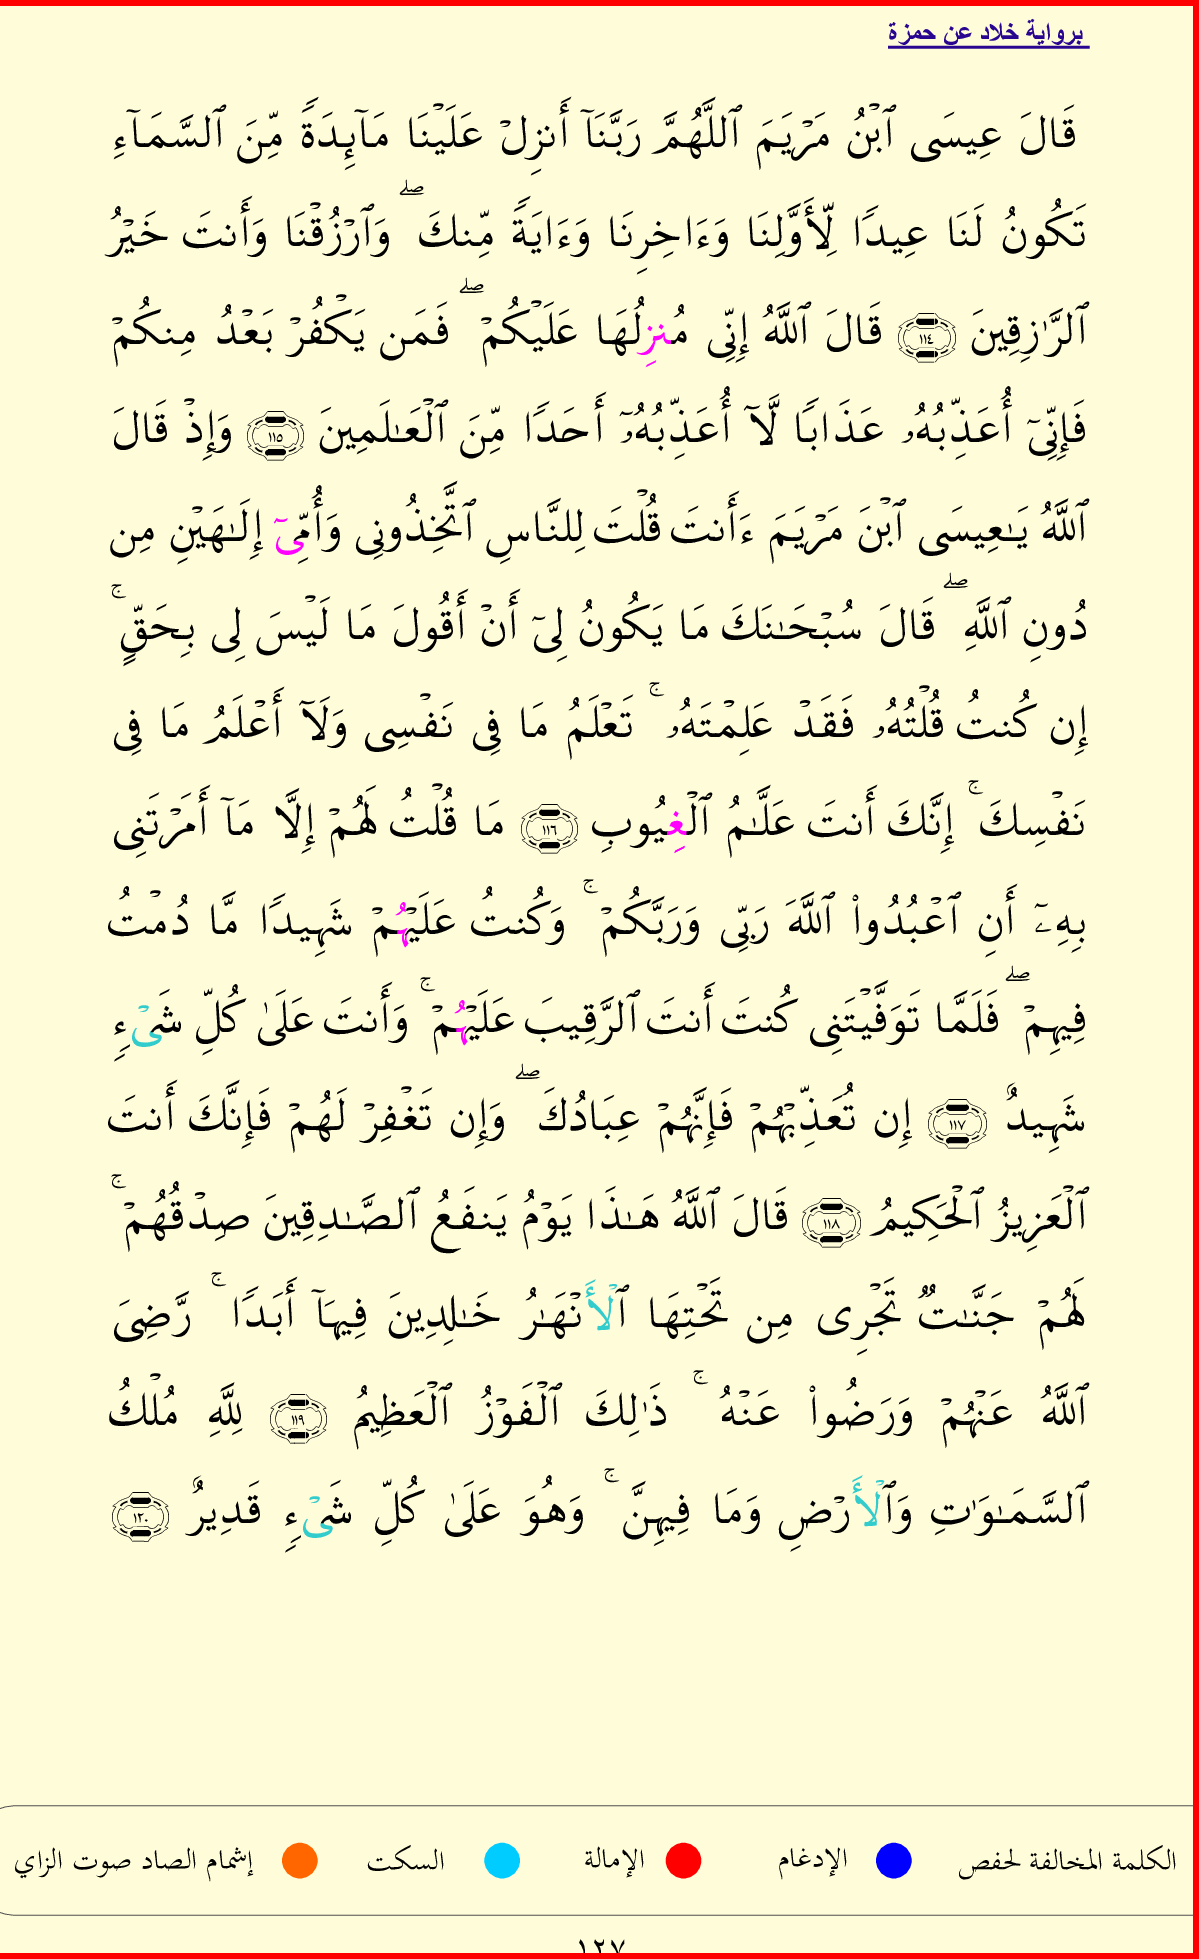 برواية خلاد عن حمزة
قَالَ عِيسَى ٱبۡنُ مَرۡيَمَ ٱللَّهُمَّ رَبَّنَآ أَنزِلۡ عَلَيۡنَا مَآئِدَةً مِّنَ ٱلسَّمَآءِ
تَكُونُ لَنَا عِيدًا لِّأَوَّلِنَا وَءَاخِرِنَا وَءَايَةً مِّنكَۖ وَٱرۡزُقۡنَا وَأَنتَ خَيۡرُ
ٱلرَّٰزِقِينَ ١١٤ قَالَ ٱللَّهُ إِنِّي مُنزِلُهَا عَلَيۡكُمۡۖ فَمَن يَكۡفُرۡ بَعۡدُ مِنكُمۡ
فَإِنِّيٓ أُعَذِّبُهُۥ عَذَابًا لَّآ أُعَذِّبُهُۥٓ أَحَدًا مِّنَ ٱلۡعَٰلَمِينَ ١١٥ وَإِذۡ قَالَ
ٱللَّهُ يَٰعِيسَى ٱبۡنَ مَرۡيَمَ ءَأَنتَ قُلۡتَ لِلنَّاسِ ٱتَّخِذُونِي وَأُمِّيٓ إِلَٰهَيۡنِ مِن
دُونِ ٱللَّهِۖ قَالَ سُبۡحَٰنَكَ مَا يَكُونُ لِيٓ أَنۡ أَقُولَ مَا لَيۡسَ لِي بِحَقٍّۚ
إِن كُنتُ قُلۡتُهُۥ فَقَدۡ عَلِمۡتَهُۥۚ تَعۡلَمُ مَا فِي نَفۡسِي وَلَآ أَعۡلَمُ مَا فِي
نَفۡسِكَۚ إِنَّكَ أَنتَ عَلَّٰمُ ٱلۡغِيُوبِ ١١٦ مَا قُلۡتُ لَهُمۡ إِلَّا مَآ أَمَرۡتَنِي
بِهِۦٓ أَنِ ٱعۡبُدُواْ ٱللَّهَ رَبِّي وَرَبَّكُمۡۚ وَكُنتُ عَلَيۡهُمۡ شَهِيدًا مَّا دُمۡتُ
فِيهِمۡۖ فَلَمَّا تَوَفَّيۡتَنِي كُنتَ أَنتَ ٱلرَّقِيبَ عَلَيۡهُمۡۚ وَأَنتَ عَلَىٰ كُلِّ شَيۡءٖ
شَهِيدٌ ١١٧ إِن تُعَذِّبۡهُمۡ فَإِنَّهُمۡ عِبَادُكَۖ وَإِن تَغۡفِرۡ لَهُمۡ فَإِنَّكَ أَنتَ
ٱلۡعَزِيزُ ٱلۡحَكِيمُ ١١٨ قَالَ ٱللَّهُ هَٰذَا يَوۡمُ يَنفَعُ ٱلصَّٰدِقِينَ صِدۡقُهُمۡۚ
لَهُمۡ جَنَّٰتٞ تَجۡرِي مِن تَحۡتِهَا ٱلۡأَنۡهَٰرُ خَٰلِدِينَ فِيهَآ أَبَدًاۚ رَّضِيَ
ٱللَّهُ عَنۡهُمۡ وَرَضُواْ عَنۡهُۚ ذَٰلِكَ ٱلۡفَوۡزُ ٱلۡعَظِيمُ ١١٩ لِلَّهِ مُلۡكُ
ٱلسَّمَٰوَٰتِ وَٱلۡأَرۡضِ وَمَا فِيهِنَّۚ وَهُوَ عَلَىٰ كُلِّ شَيۡءٖ قَدِيرٌ ١٢٠
الكلمة المخالفة لحفص الإدغام الإمالة السكت إشمام الصاد صوت الزاي
١٢٧